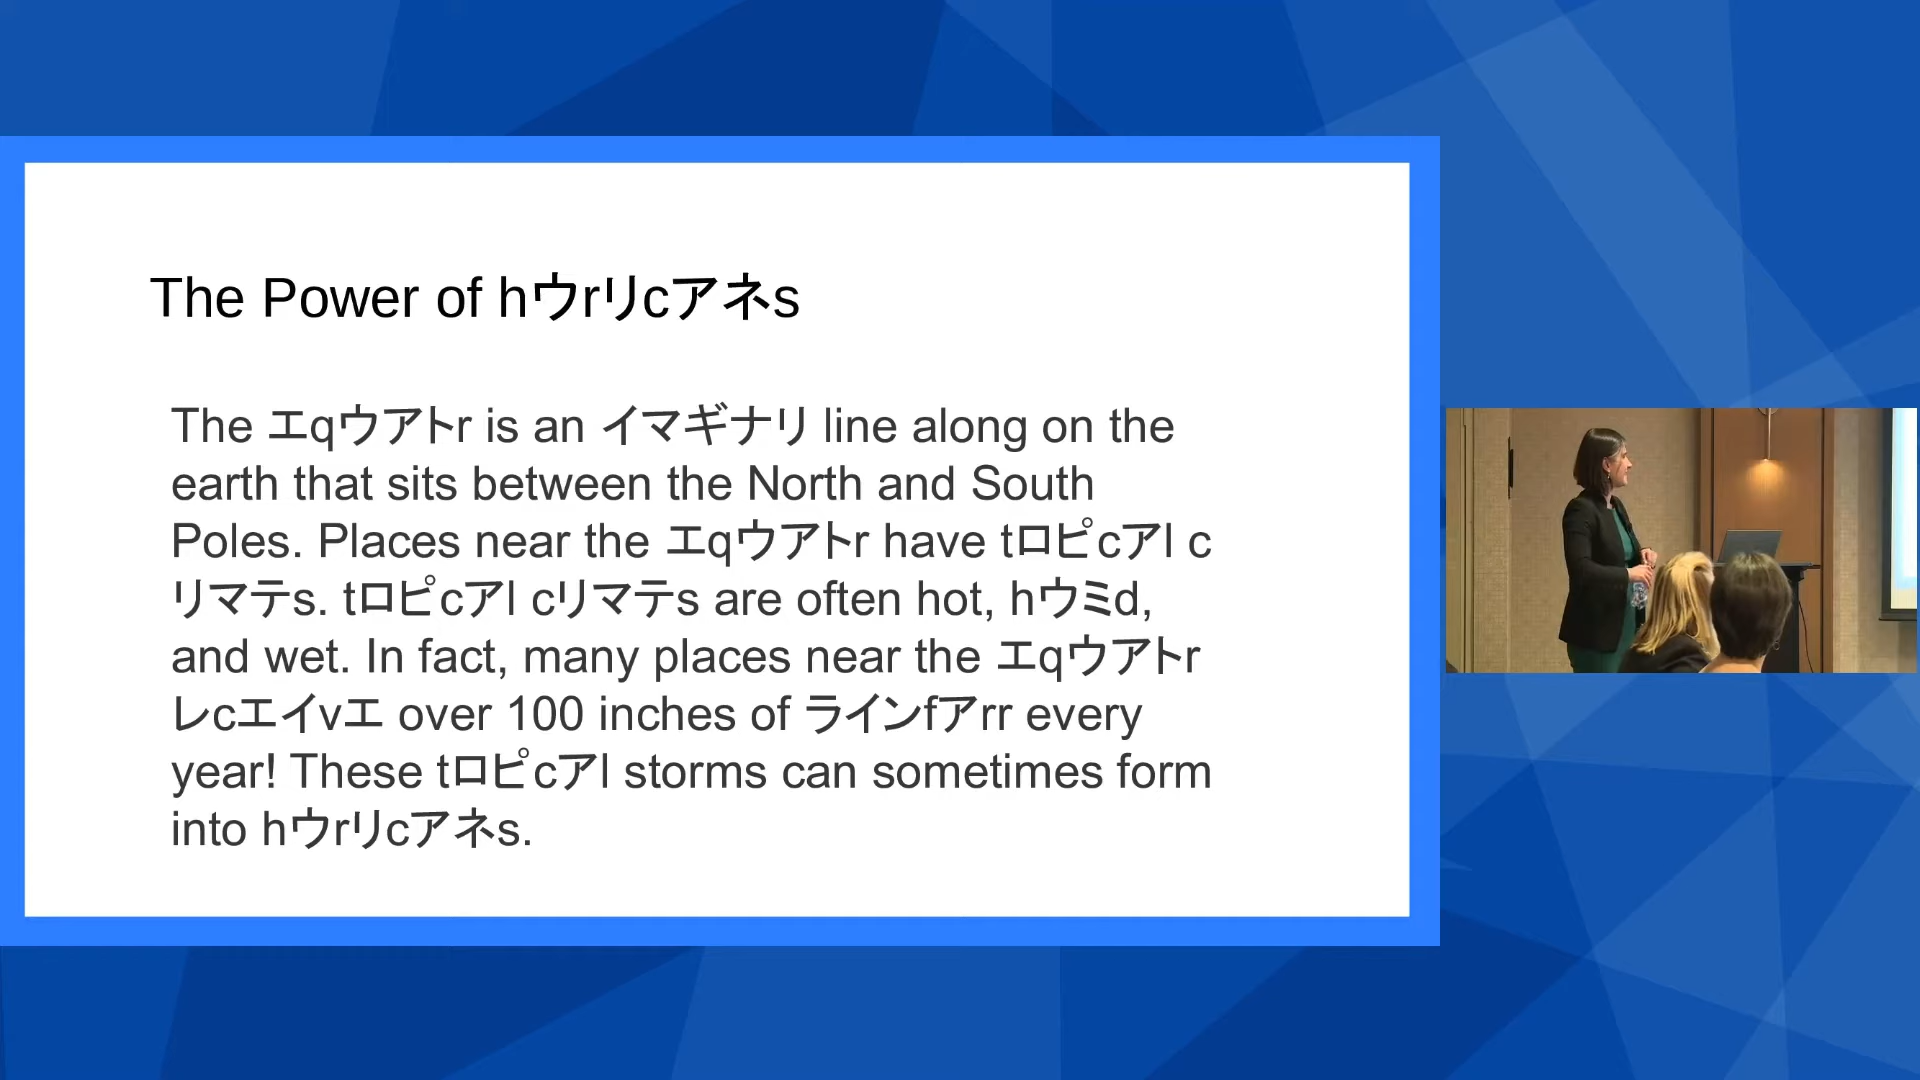 The Power of hウrリcアネs
The エqウアトr is an イマギナリ line along on the
earth that sits between the North and South
Poles. Places near the エqウアトr have tロピcアl c
リマテs. tロピcアl cリマテs are often hot, hウミd,
and wet. In fact, many places near the エqウアトr
レcエイvエ over 100 inches of ラインfアrr every
year! These tロピcアl storms can sometimes form
into hウrリcアネs.